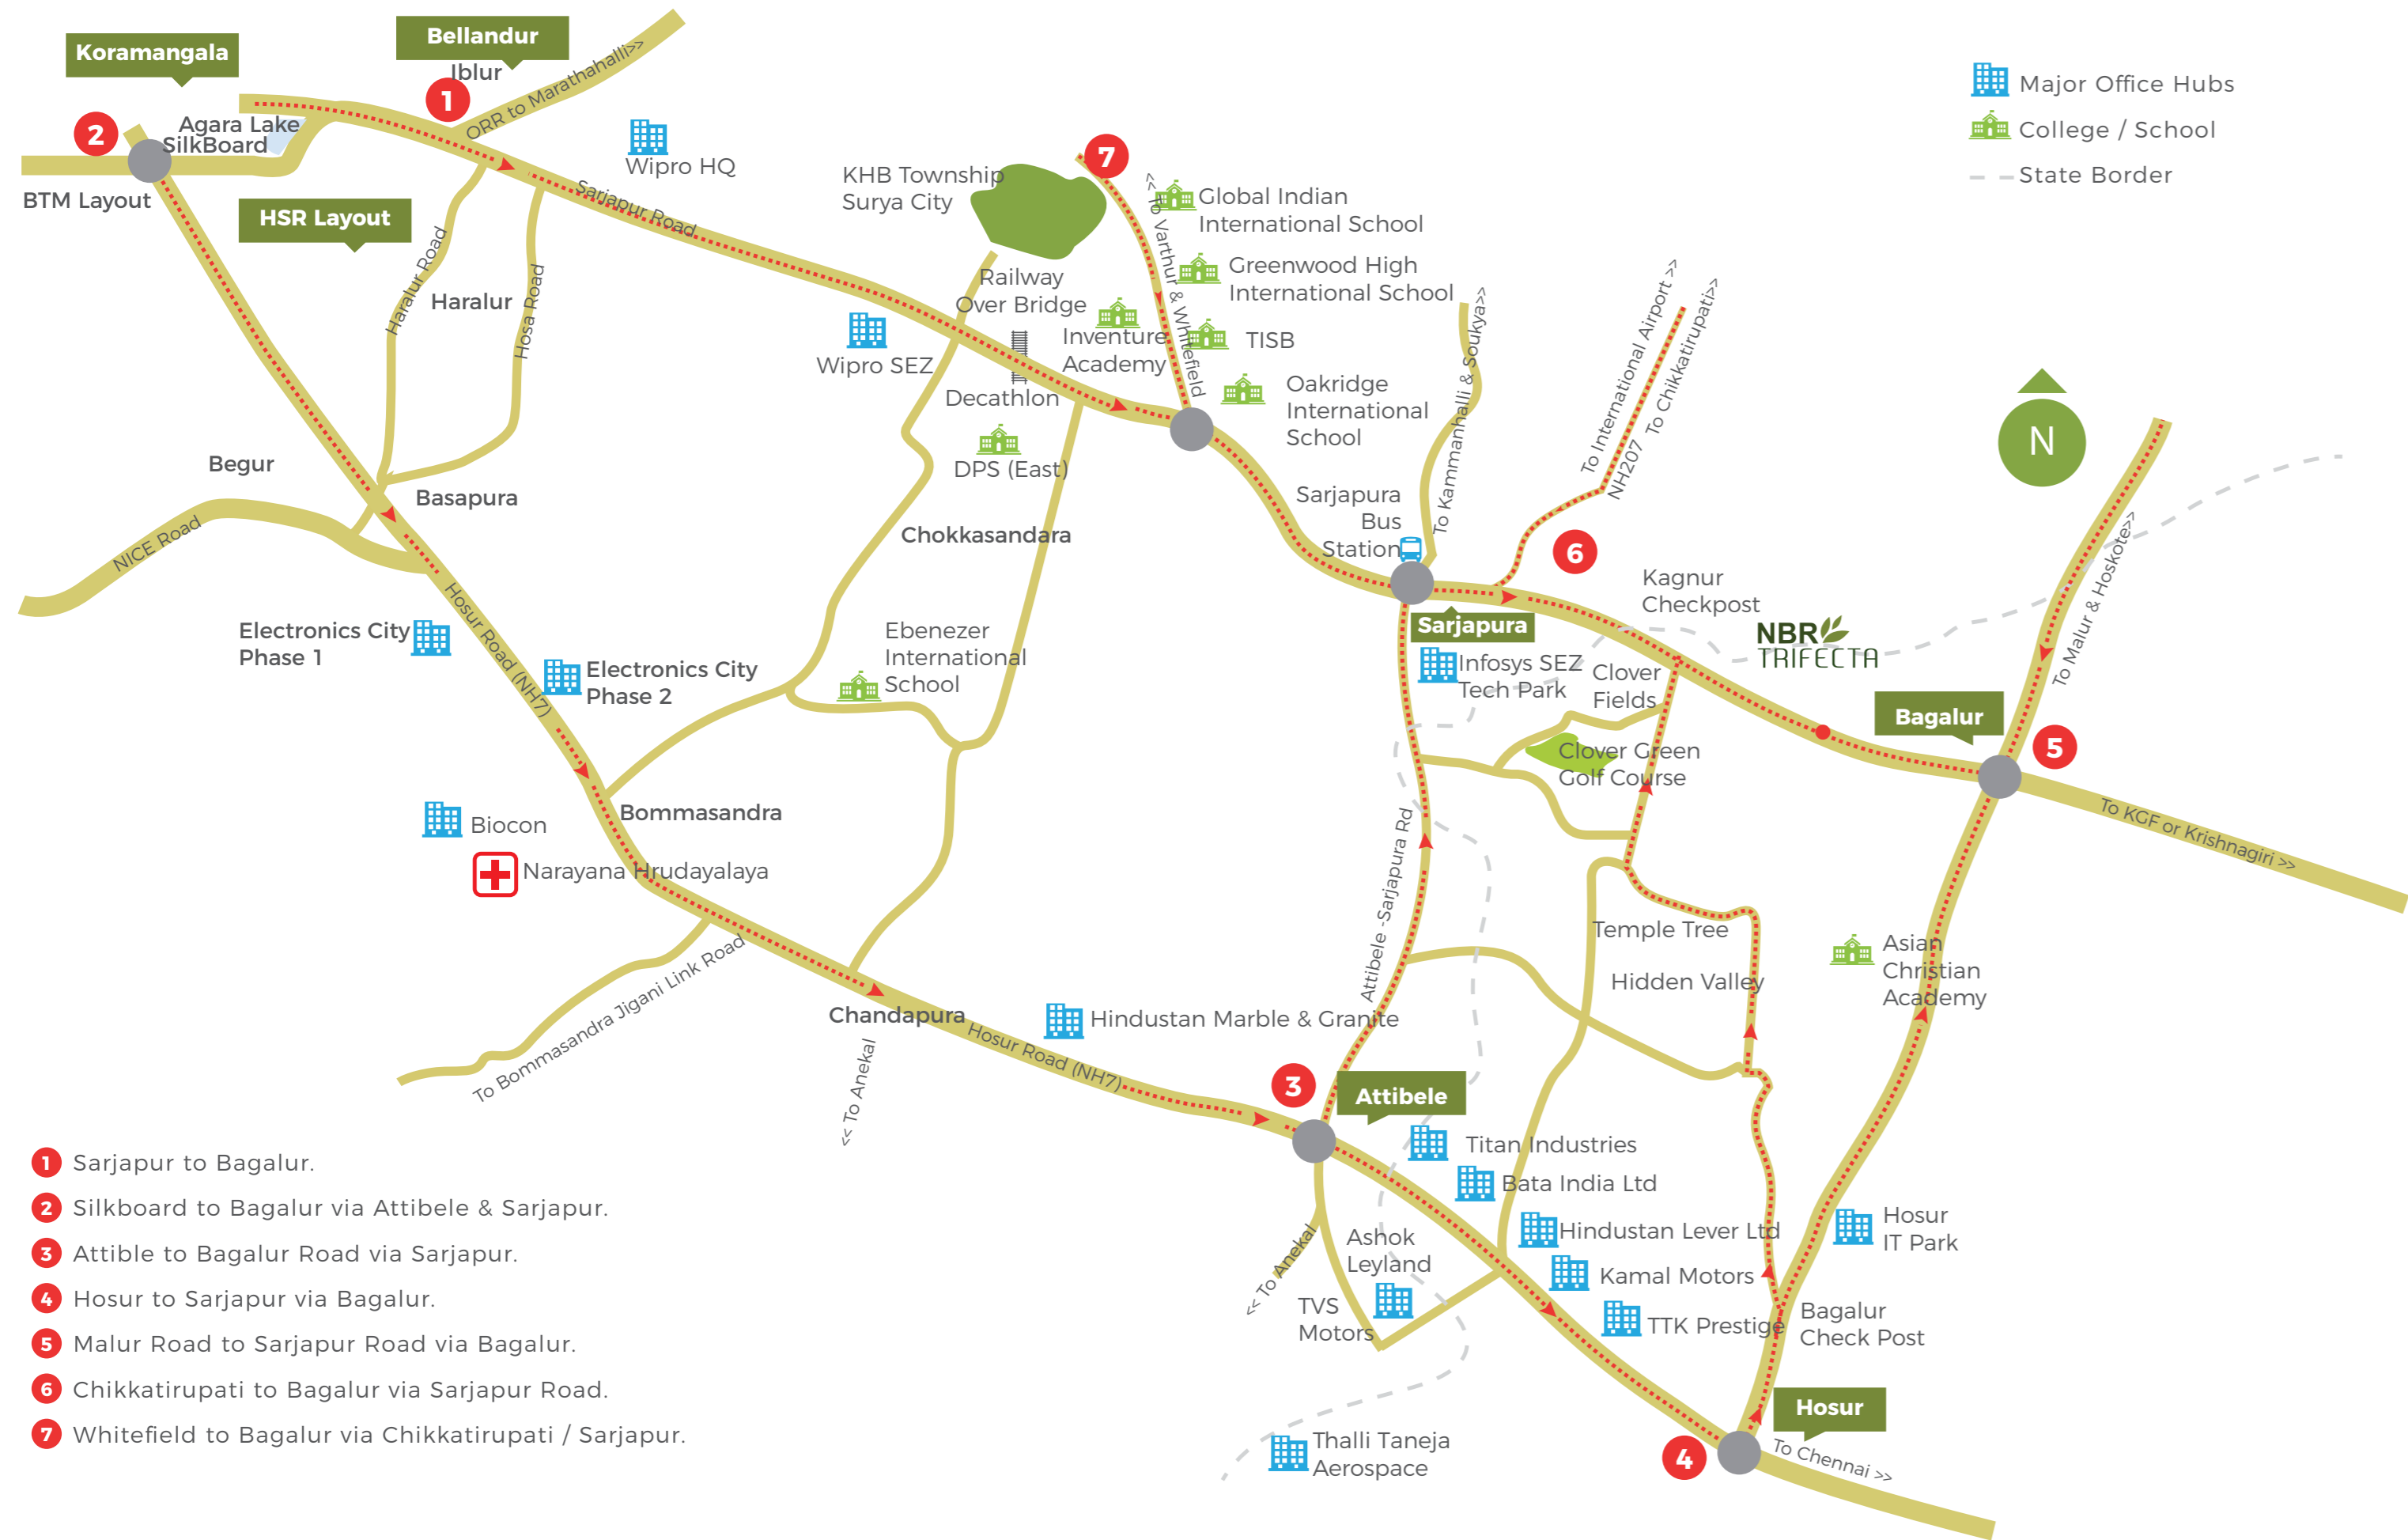 Koramangala
Bellandur
Iblur
1
ORR to Marathahalli>>
2
Agara Lake
SilkBoard
BTM Layout
HSR Layout
Wipro HQ
Sarjapur Road
Haralur Road
Haralur
Hosa Road
KHB Township
Surya City
7
<< To Varthur & Whitefield
Global Indian
International School
Greenwood High
International School
Railway
Over Bridge
Inventure
Academy
TISB
Wipro SEZ
Decathlon
Oakridge
International
School
DPS (East)
To Kammanhalli & Soukya>>
To International Airport >>
NH207 To Chikkatirupati>>
Major Office Hubs
College / School
State Border
N
Begur
Basapura
NICE Road
Chokkasandara
Sarjapura
Bus
Station
6
Kagnur
Checkpost
NBR
TRIFECTA
To Malur & Hoskote>>
Electronics City
Phase 1
Hosur Road (NH7)
Electronics City
Phase 2
Ebenezer
International
School
Sarjapura
Infosys SEZ
Tech Park
Clover
Fields
Clover Green
Golf Course
Bagalur
5
To KGF or Krishnagiri >>
Bommasandra
Biocon
Narayana Hrudayalaya
Attibele -Sarjapura Rd
Temple Tree
Hidden Valley
Asian
Christian
Academy
To Bommasandra Jigani Link Road
Chandapura
<< To Anekal
Hosur Road (NH7)
Hindustan Marble & Granite
3
Attibele
Titan Industries
Bata India Ltd
Hindustan Lever Ltd
Kamal Motors
TTK Prestige
<< To Anekal
Ashok
Leyland
TVS
Motors
Hosur
IT Park
Bagalur
Check Post
Thalli Taneja
Aerospace
4
Hosur
To Chennai >>
1 Sarjapur to Bagalur.
2 Silkboard to Bagalur via Attibele & Sarjapur.
3 Attible to Bagalur Road via Sarjapur.
4 Hosur to Sarjapur via Bagalur.
5 Malur Road to Sarjapur Road via Bagalur.
6 Chikkatirupati to Bagalur via Sarjapur Road.
7 Whitefield to Bagalur via Chikkatirupati / Sarjapur.